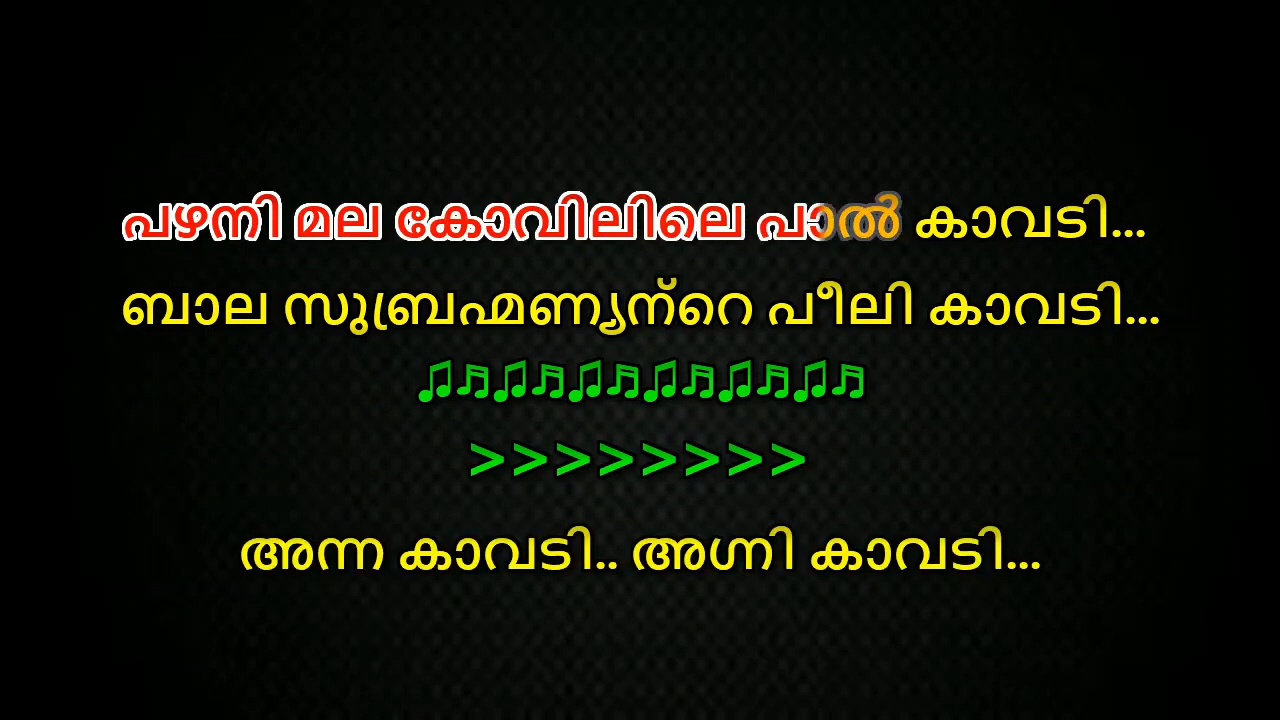 പഴനി മല കോവിലിലെ പാൽ കാവടി...
ബാല സുബ്രഹ്മണ്യന്റെ പീലി കാവടി...
♫♬♫♬♫♬♫♬♫♬♫♬
>>>>>>>>
അന്ന കാവടി.. അഗ്നി കാവടി...